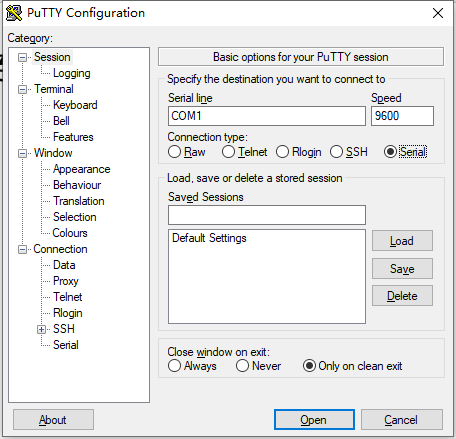 PuTTY Configuration
Category:
Session
Logging
Terminal
Keyboard
Bell
Features
Window
Appearance
Behaviour
Translation
Selection
Colours
Connection
Data
Proxy
Telnet
Rlogin
SSH
Serial
Basic options for your PuTTY session
Specify the destination you want to connect to
Serial line Speed
COM1 9600
Connection type:
Raw Telnet Rlogin SSH Serial
Load, save or delete a stored session
Saved Sessions
Default Settings
Load
Save
Delete
Close window on exit:
Always Never Only on clean exit
About Open Cancel